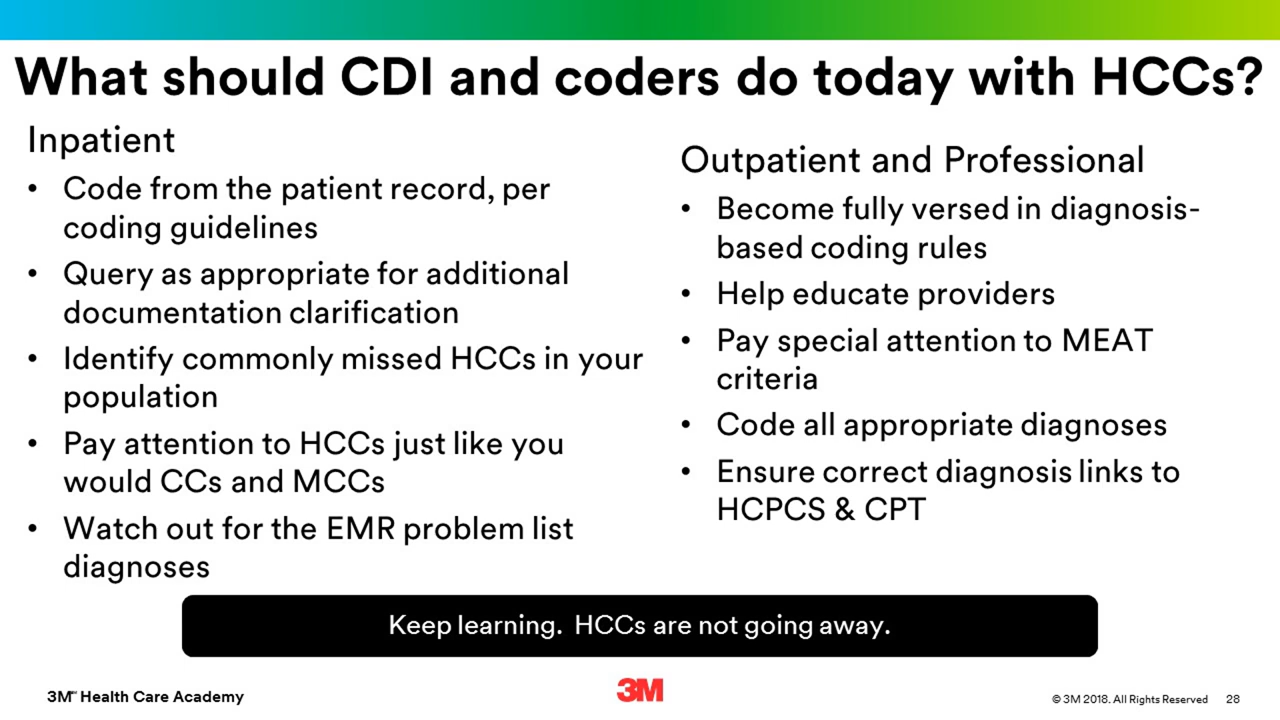 What should CDI and coders do today with HCCs?
Inpatient
• Code from the patient record, per
coding guidelines
• Query as appropriate for additional
documentation clarification
• Identify commonly missed HCCs in your
population
• Pay attention to HCCs just like you
would CCs and MCCs
• Watch out for the EMR problem list
diagnoses
Outpatient and Professional
• Become fully versed in diagnosis-
based coding rules
• Help educate providers
• Pay special attention to MEAT
criteria
• Code all appropriate diagnoses
• Ensure correct diagnosis links to
HCPCS & CPT
Keep learning. HCCs are not going away.
3M™ Health Care Academy
3M
© 3M 2018. All Rights Reserved 28